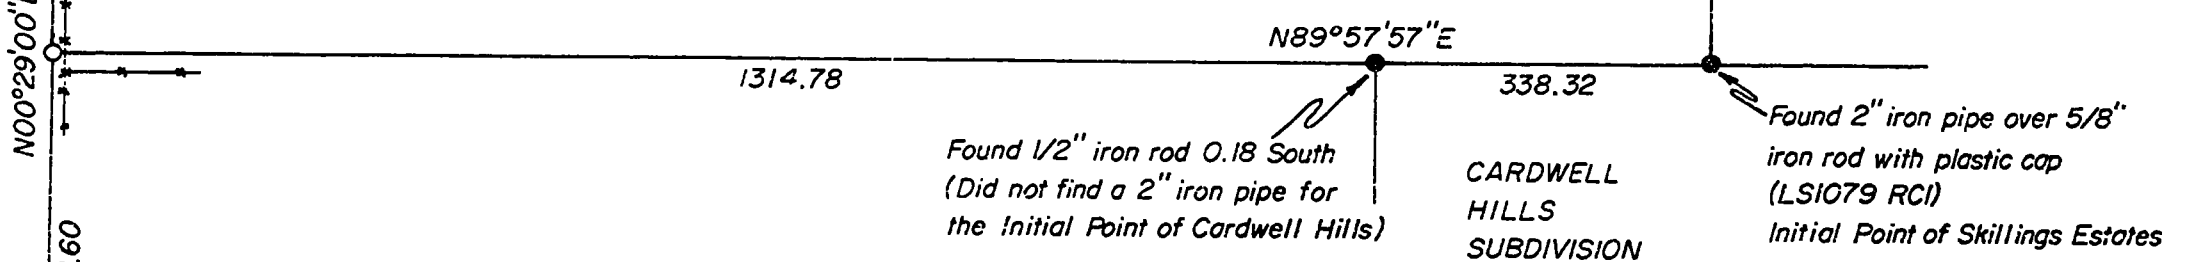 N00°29'00"
N89°57'57"E
1314.78
338.32
Found 1/2" iron rod 0.18 South
(Did not find a 2" iron pipe for
the Initial Point of Cardwell Hills)
CARDWELL
HILLS
SUBDIVISION
Found 2" iron pipe over 5/8"
iron rod with plastic cap
(LS1079 RCI)
Initial Point of Skillings Estates
.60